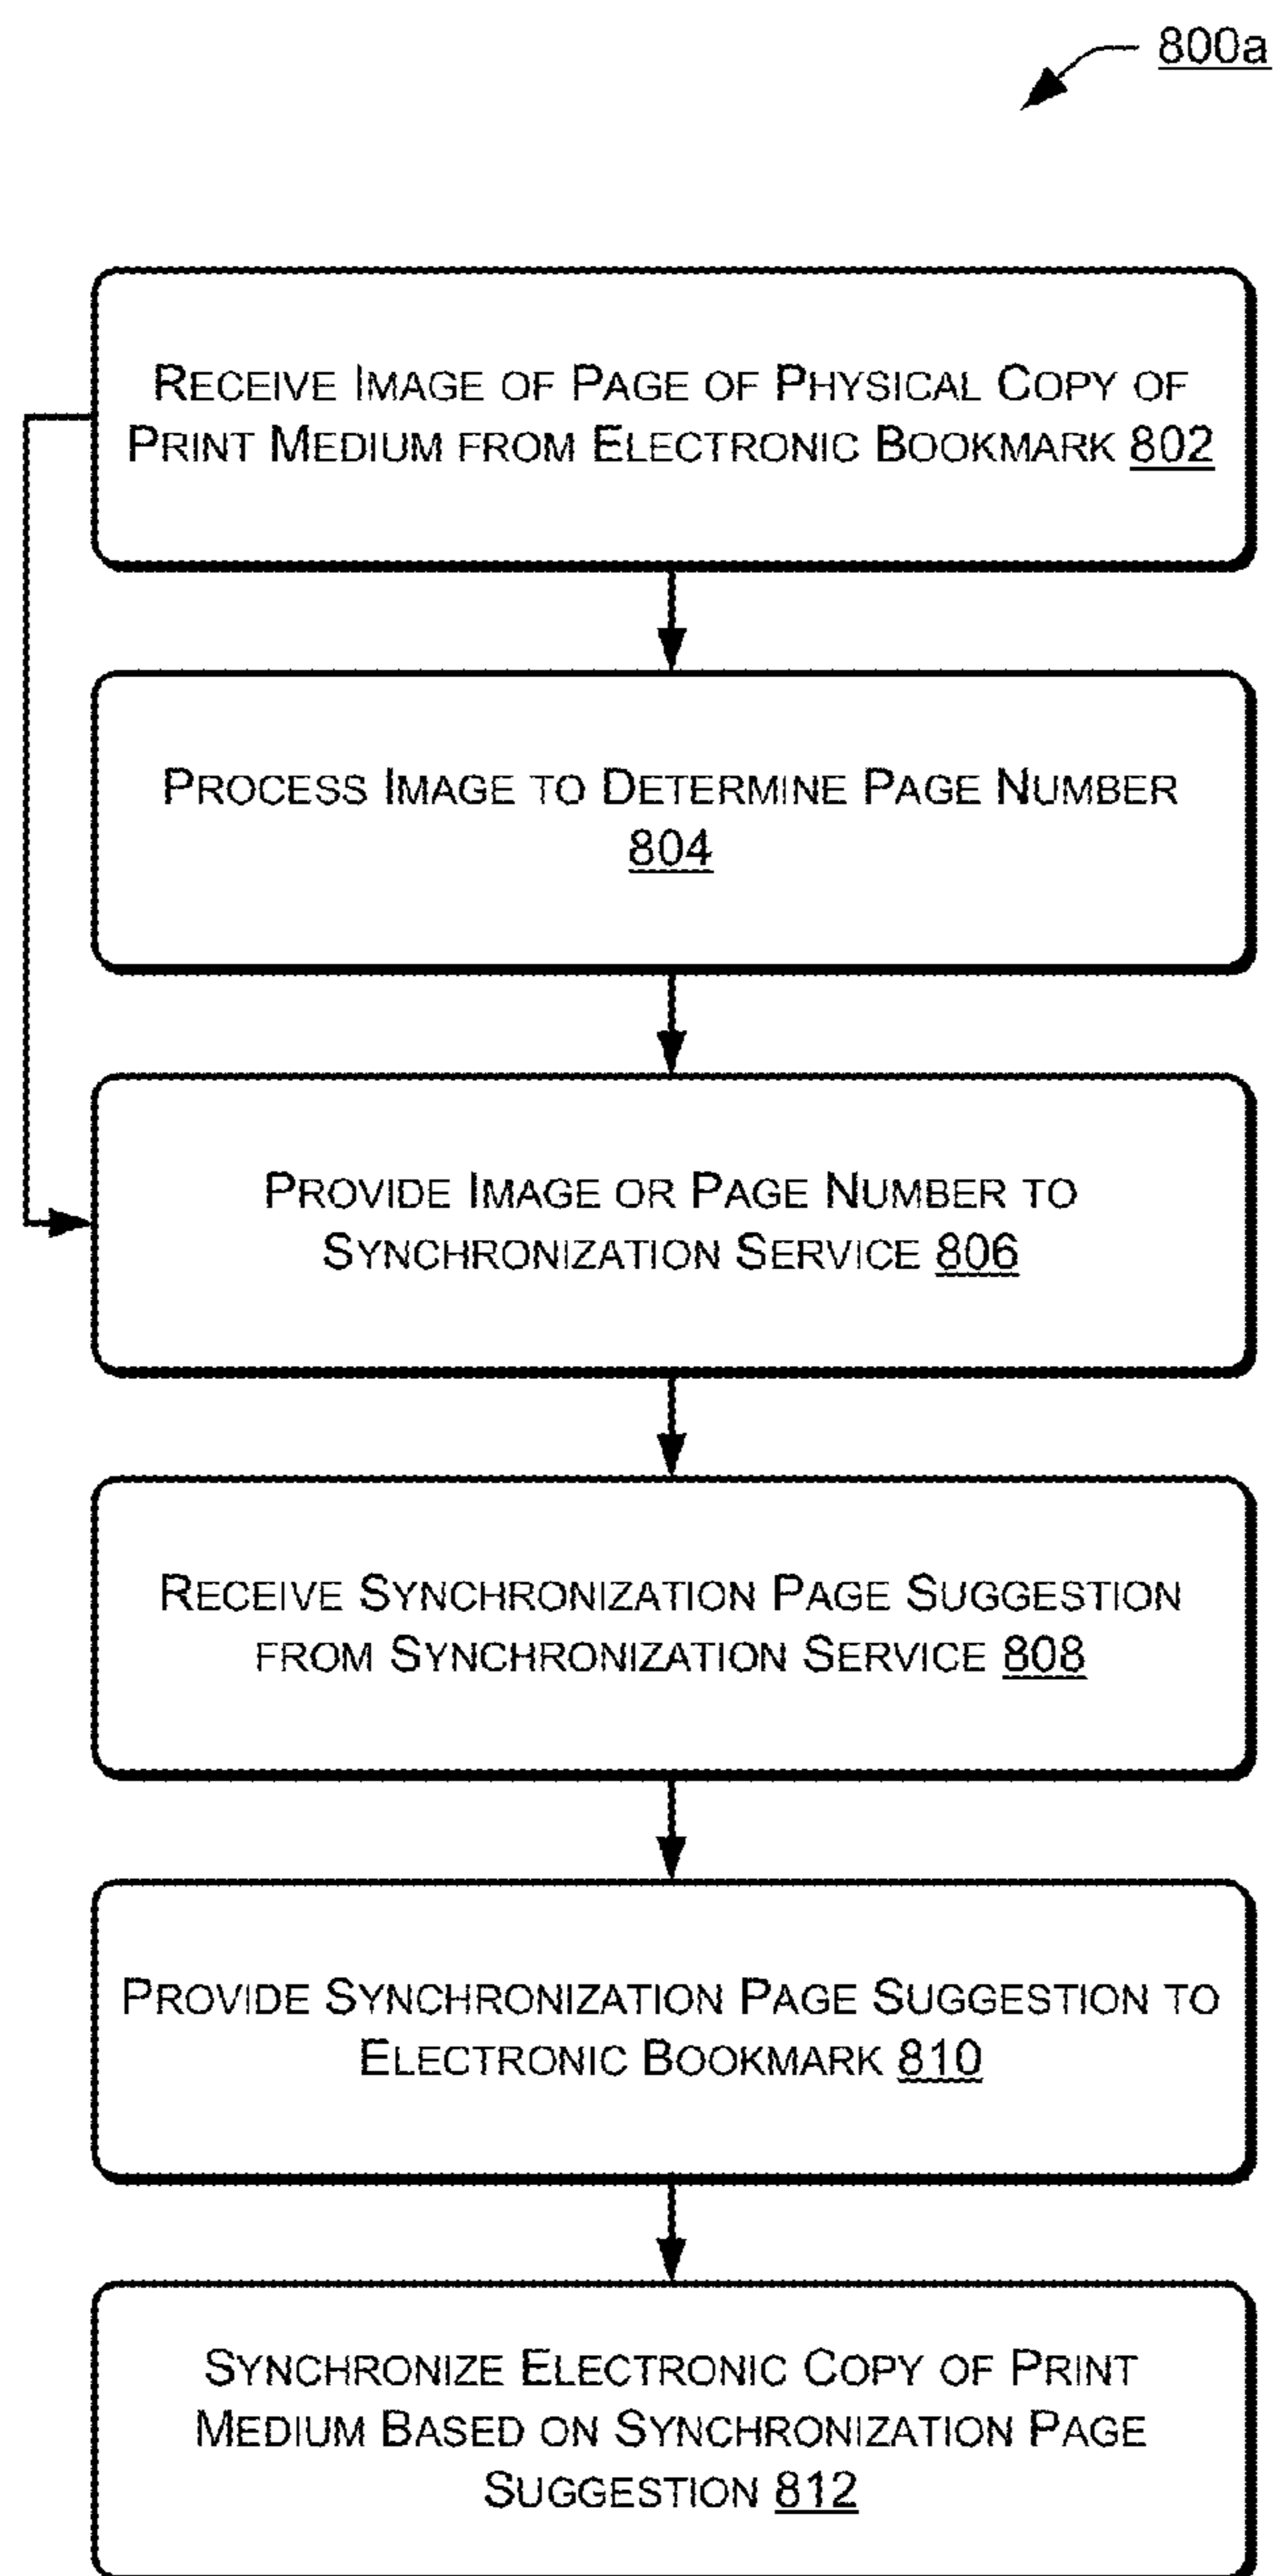 800a
RECEIVE IMAGE OF PAGE OF PHYSICAL COPY OF
PRINT MEDIUM FROM ELECTRONIC BOOKMARK 802
PROCESS IMAGE TO DETERMINE PAGE NUMBER
804
PROVIDE IMAGE OR PAGE NUMBER TO
SYNCHRONIZATION SERVICE 806
RECEIVE SYNCHRONIZATION PAGE SUGGESTION
FROM SYNCHRONIZATION SERVICE 808
PROVIDE SYNCHRONIZATION PAGE SUGGESTION TO
ELECTRONIC BOOKMARK 810
SYNCHRONIZE ELECTRONIC COPY OF PRINT
MEDIUM BASED ON SYNCHRONIZATION PAGE
SUGGESTION 812